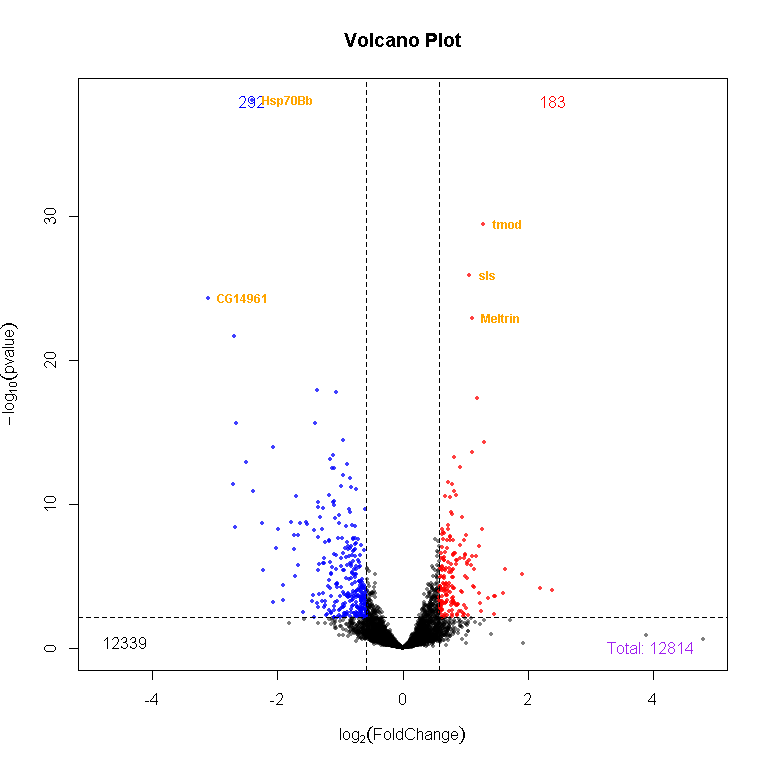 Volcano Plot
292
Hsp70Bb
183
tmod
sls
Meltrin
CG14961
30
20
10
0
−log10(pvalue)
12339
Total: 12814
-4
-2
0
2
4
log2(FoldChange)